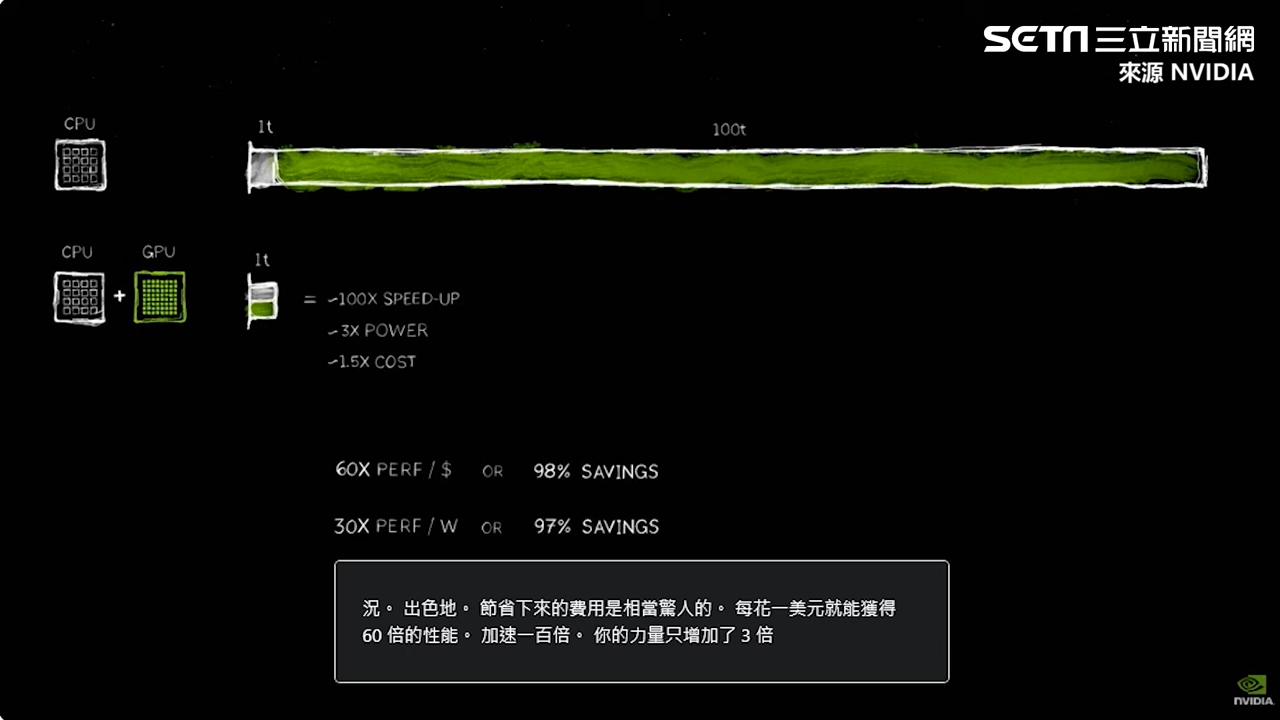 SETN三立新聞網
來源 NVIDIA
CPU
1t
100t
CPU
GPU
1t
+
= ~100X SPEED-UP
~3X POWER
~1.5X COST
60X PERF / $ OR 98% SAVINGS
30X PERF / W OR 97% SAVINGS
況。 出色地。 節省下來的費用是相當驚人的。 每花一美元就能獲得
60 倍的性能。 加速一百倍。 你的力量只增加了 3 倍
NVIDIA